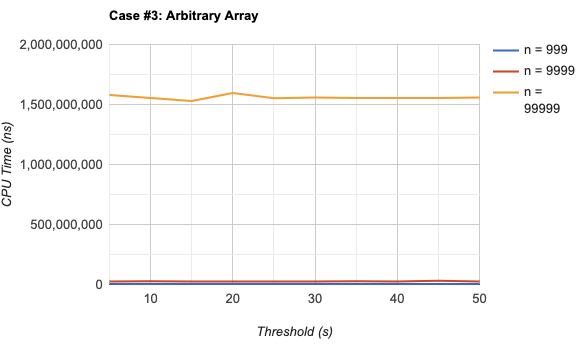 Case #3: Arbitrary Array
2,000,000,000
1,500,000,000
1,000,000,000
500,000,000
0
CPU Time (ns)
10 20 30 40 50
Threshold (s)
n = 999
n = 9999
n =
99999